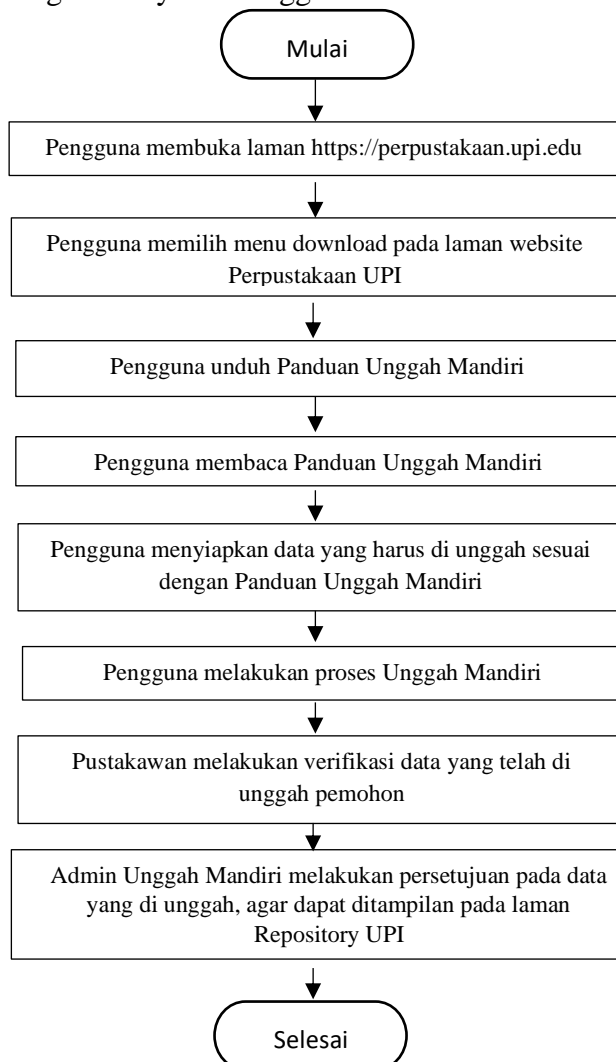 Mulai
Pengguna membuka laman https://perpustakaan.upi.edu
Pengguna memilih menu download pada laman website
Perpustakaan UPI
Pengguna unduh Panduan Unggah Mandiri
Pengguna membaca Panduan Unggah Mandiri
Pengguna menyiapkan data yang harus di unggah sesuai
dengan Panduan Unggah Mandiri
Pengguna melakukan proses Unggah Mandiri
Pustakawan melakukan verifikasi data yang telah di
unggah pemohon
Admin Unggah Mandiri melakukan persetujuan pada data
yang di unggah, agar dapat ditampilan pada laman
Repository UPI
Selesai